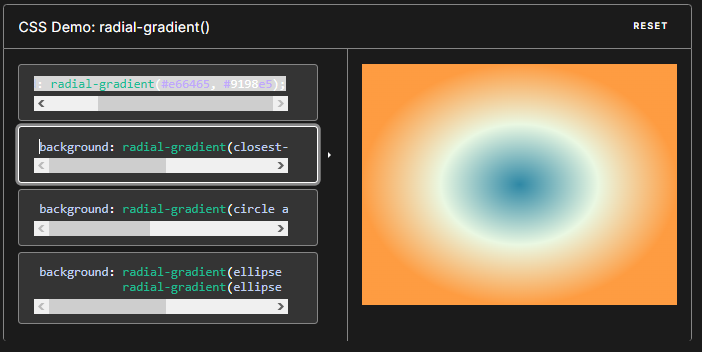 CSS Demo: radial-gradient()
RESET
: radial-gradient(#e66465, #9198e5);
background: radial-gradient(closest-
background: radial-gradient(circle a
background: radial-gradient(ellipse
radial-gradient(ellipse